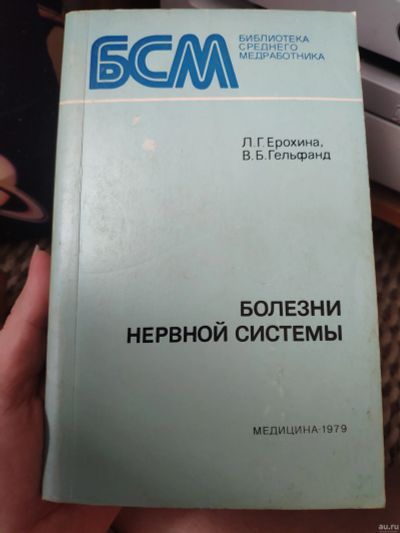 БСМ
БИБЛИОТЕКА
СРЕДНЕГО
МЕДРАБОТНИКА
Л.Г.Ерохина,
В.Б.Гельфанд
БОЛЕЗНИ
НЕРВНОЙ СИСТЕМЫ
МЕДИЦИНА·1979
au.ru